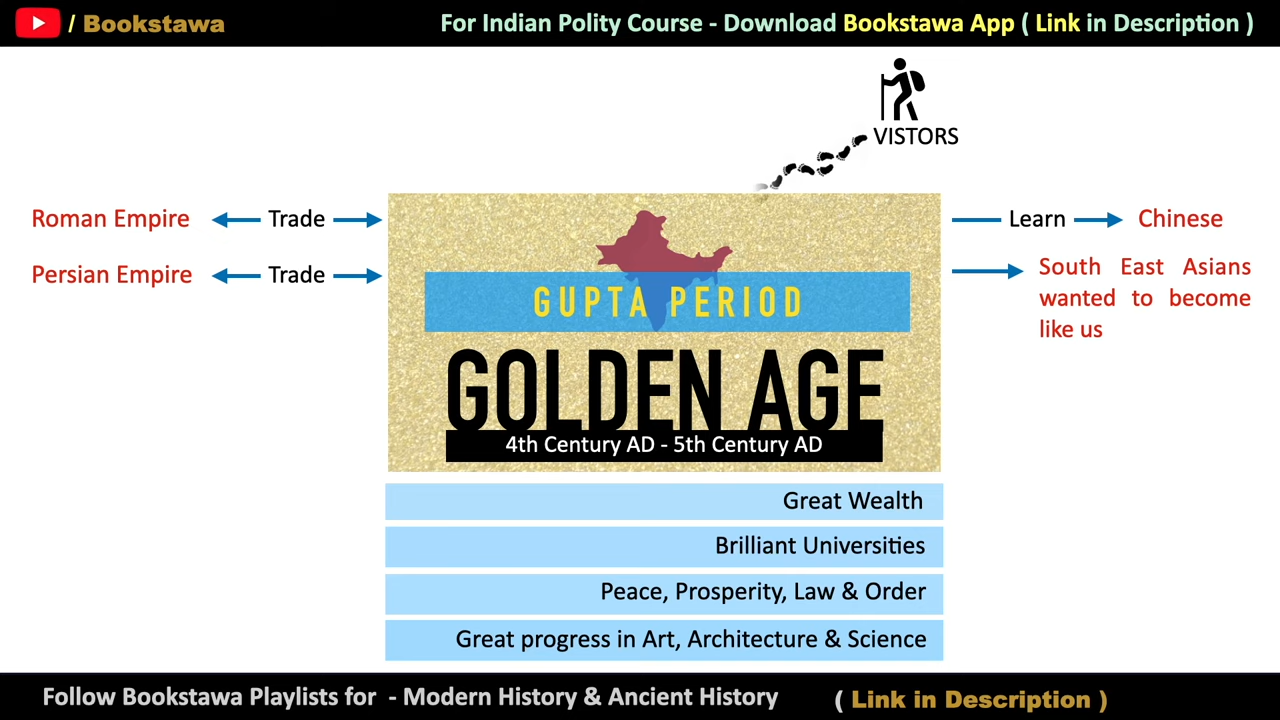 / Bookstawa
For Indian Polity Course - Download Bookstawa App ( Link in Description )
VISTORS
Roman Empire
Trade
Learn
Chinese
Persian Empire
Trade
South East Asians
wanted to become
like us
GUPTA PERIOD
GOLDEN AGE
4th Century AD - 5th Century AD
Great Wealth
Brilliant Universities
Peace, Prosperity, Law & Order
Great progress in Art, Architecture & Science
Follow Bookstawa Playlists for - Modern History & Ancient History
( Link in Description )